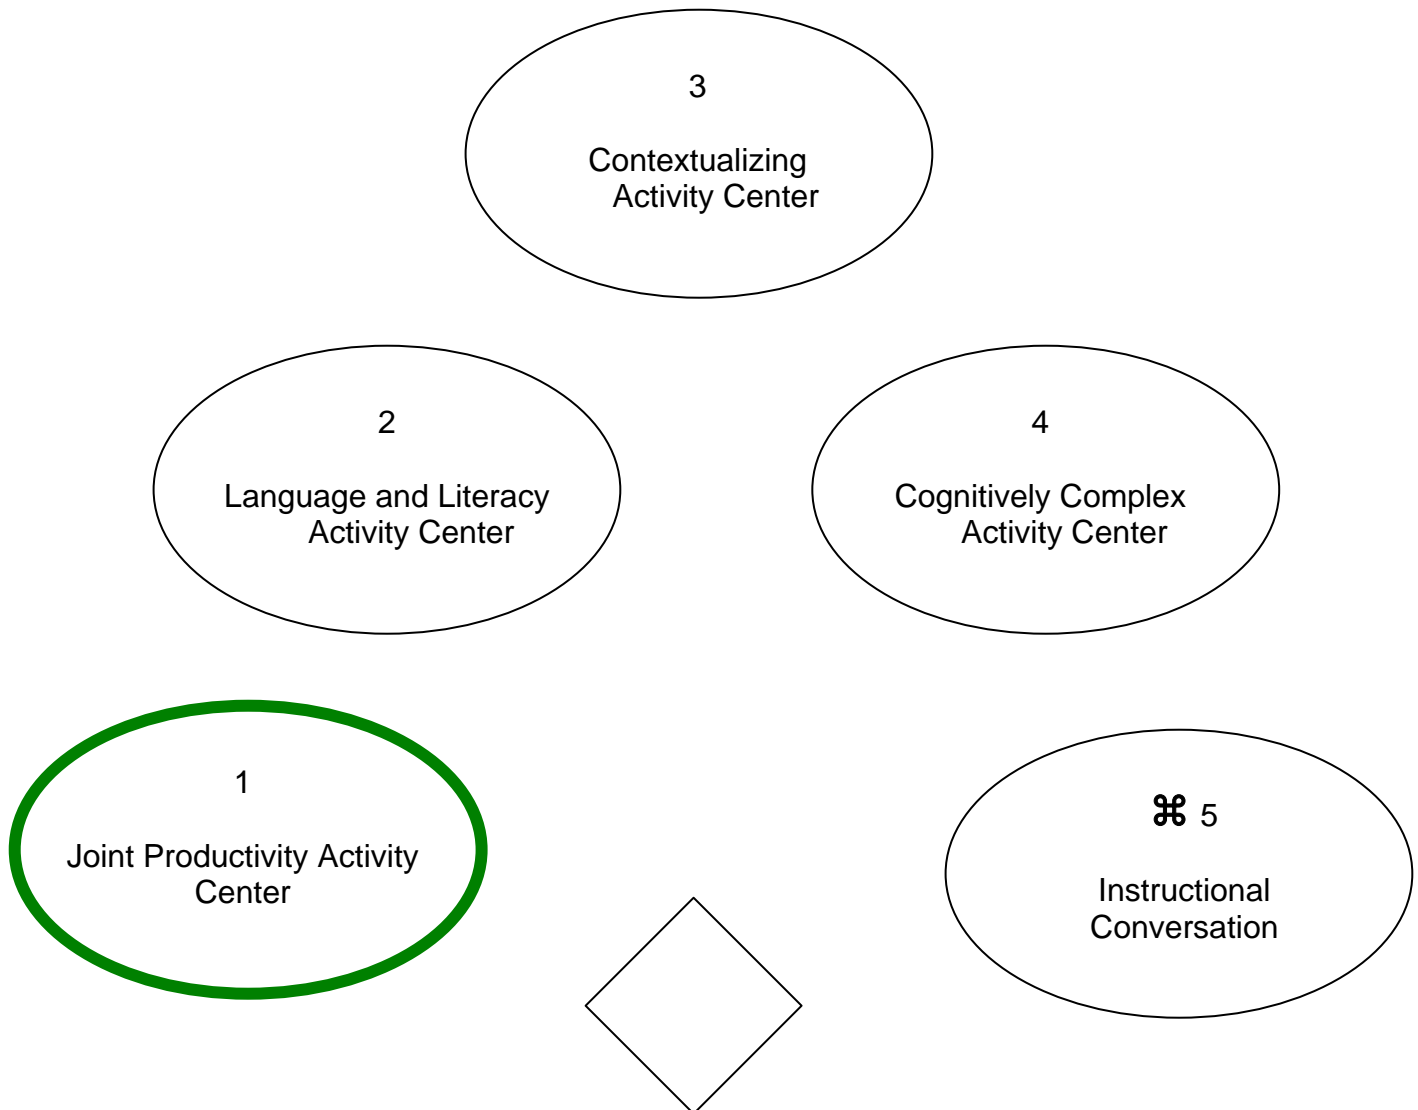 3
Contextualizing
Activity Center
2
Language and Literacy
Activity Center
4
Cognitively Complex
Activity Center
1
Joint Productivity Activity
Center
⌘ 5
Instructional
Conversation